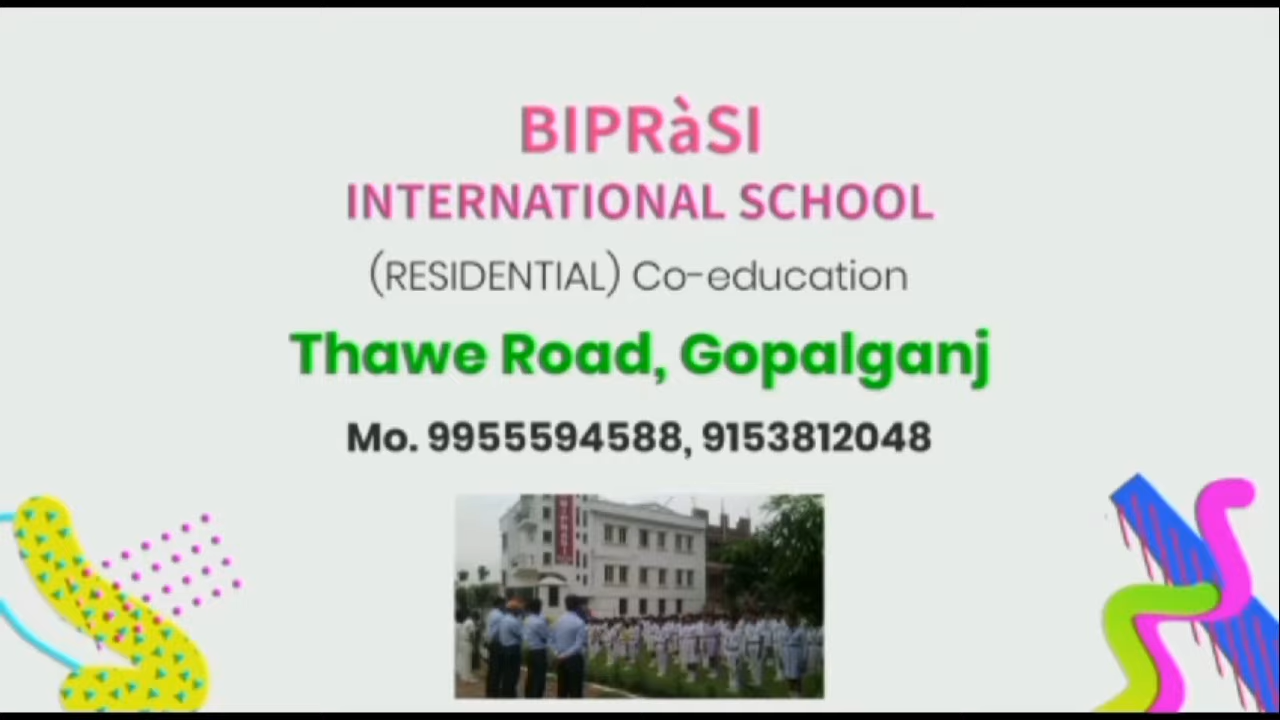 BIPRàSI
INTERNATIONAL SCHOOL
(RESIDENTIAL) Co-education
Thawe Road, Gopalganj
Mo. 9955594588, 9153812048